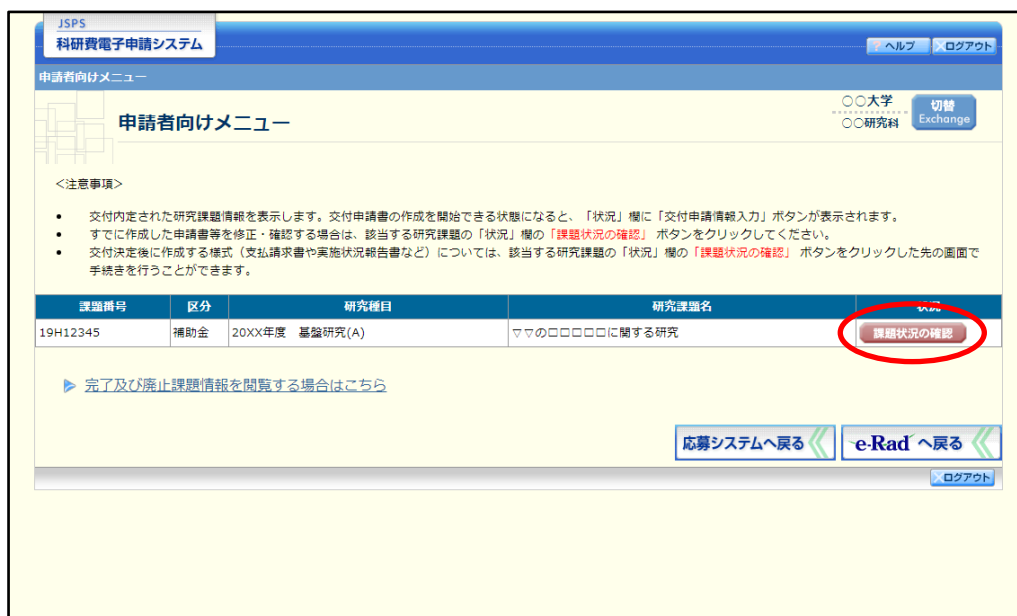 JSPS
科研費電子申請システム
? ヘルプ
ログアウト
申請者向けメニュー
○○大学
○○研究科
切替
Exchange
申請者向けメニュー
<注意事項>
• 交付内定された研究課題情報を表示します。交付申請書の作成を開始できる状態になると、「状況」欄に「交付申請情報入力」ボタンが表示されます。
• すでに作成した申請書等を修正・確認する場合は、該当する研究課題の「状況」欄の「課題状況の確認」 ボタンをクリックしてください。
• 交付決定後に作成する様式（支払請求書や実施状況報告書など）については、該当する研究課題の「状況」欄の「課題状況の確認」 ボタンをクリックした先の画面で
手続きを行うことができます。
課題番号 区分 研究種目 研究課題名 状況
19H12345 補助金 20XX年度 基盤研究(A) ▽▽の□□□□□に関する研究 課題状況の確認
完了及び廃止課題情報を閲覧する場合はこちら
応募システムへ戻る
e-Rad へ戻る
ログアウト